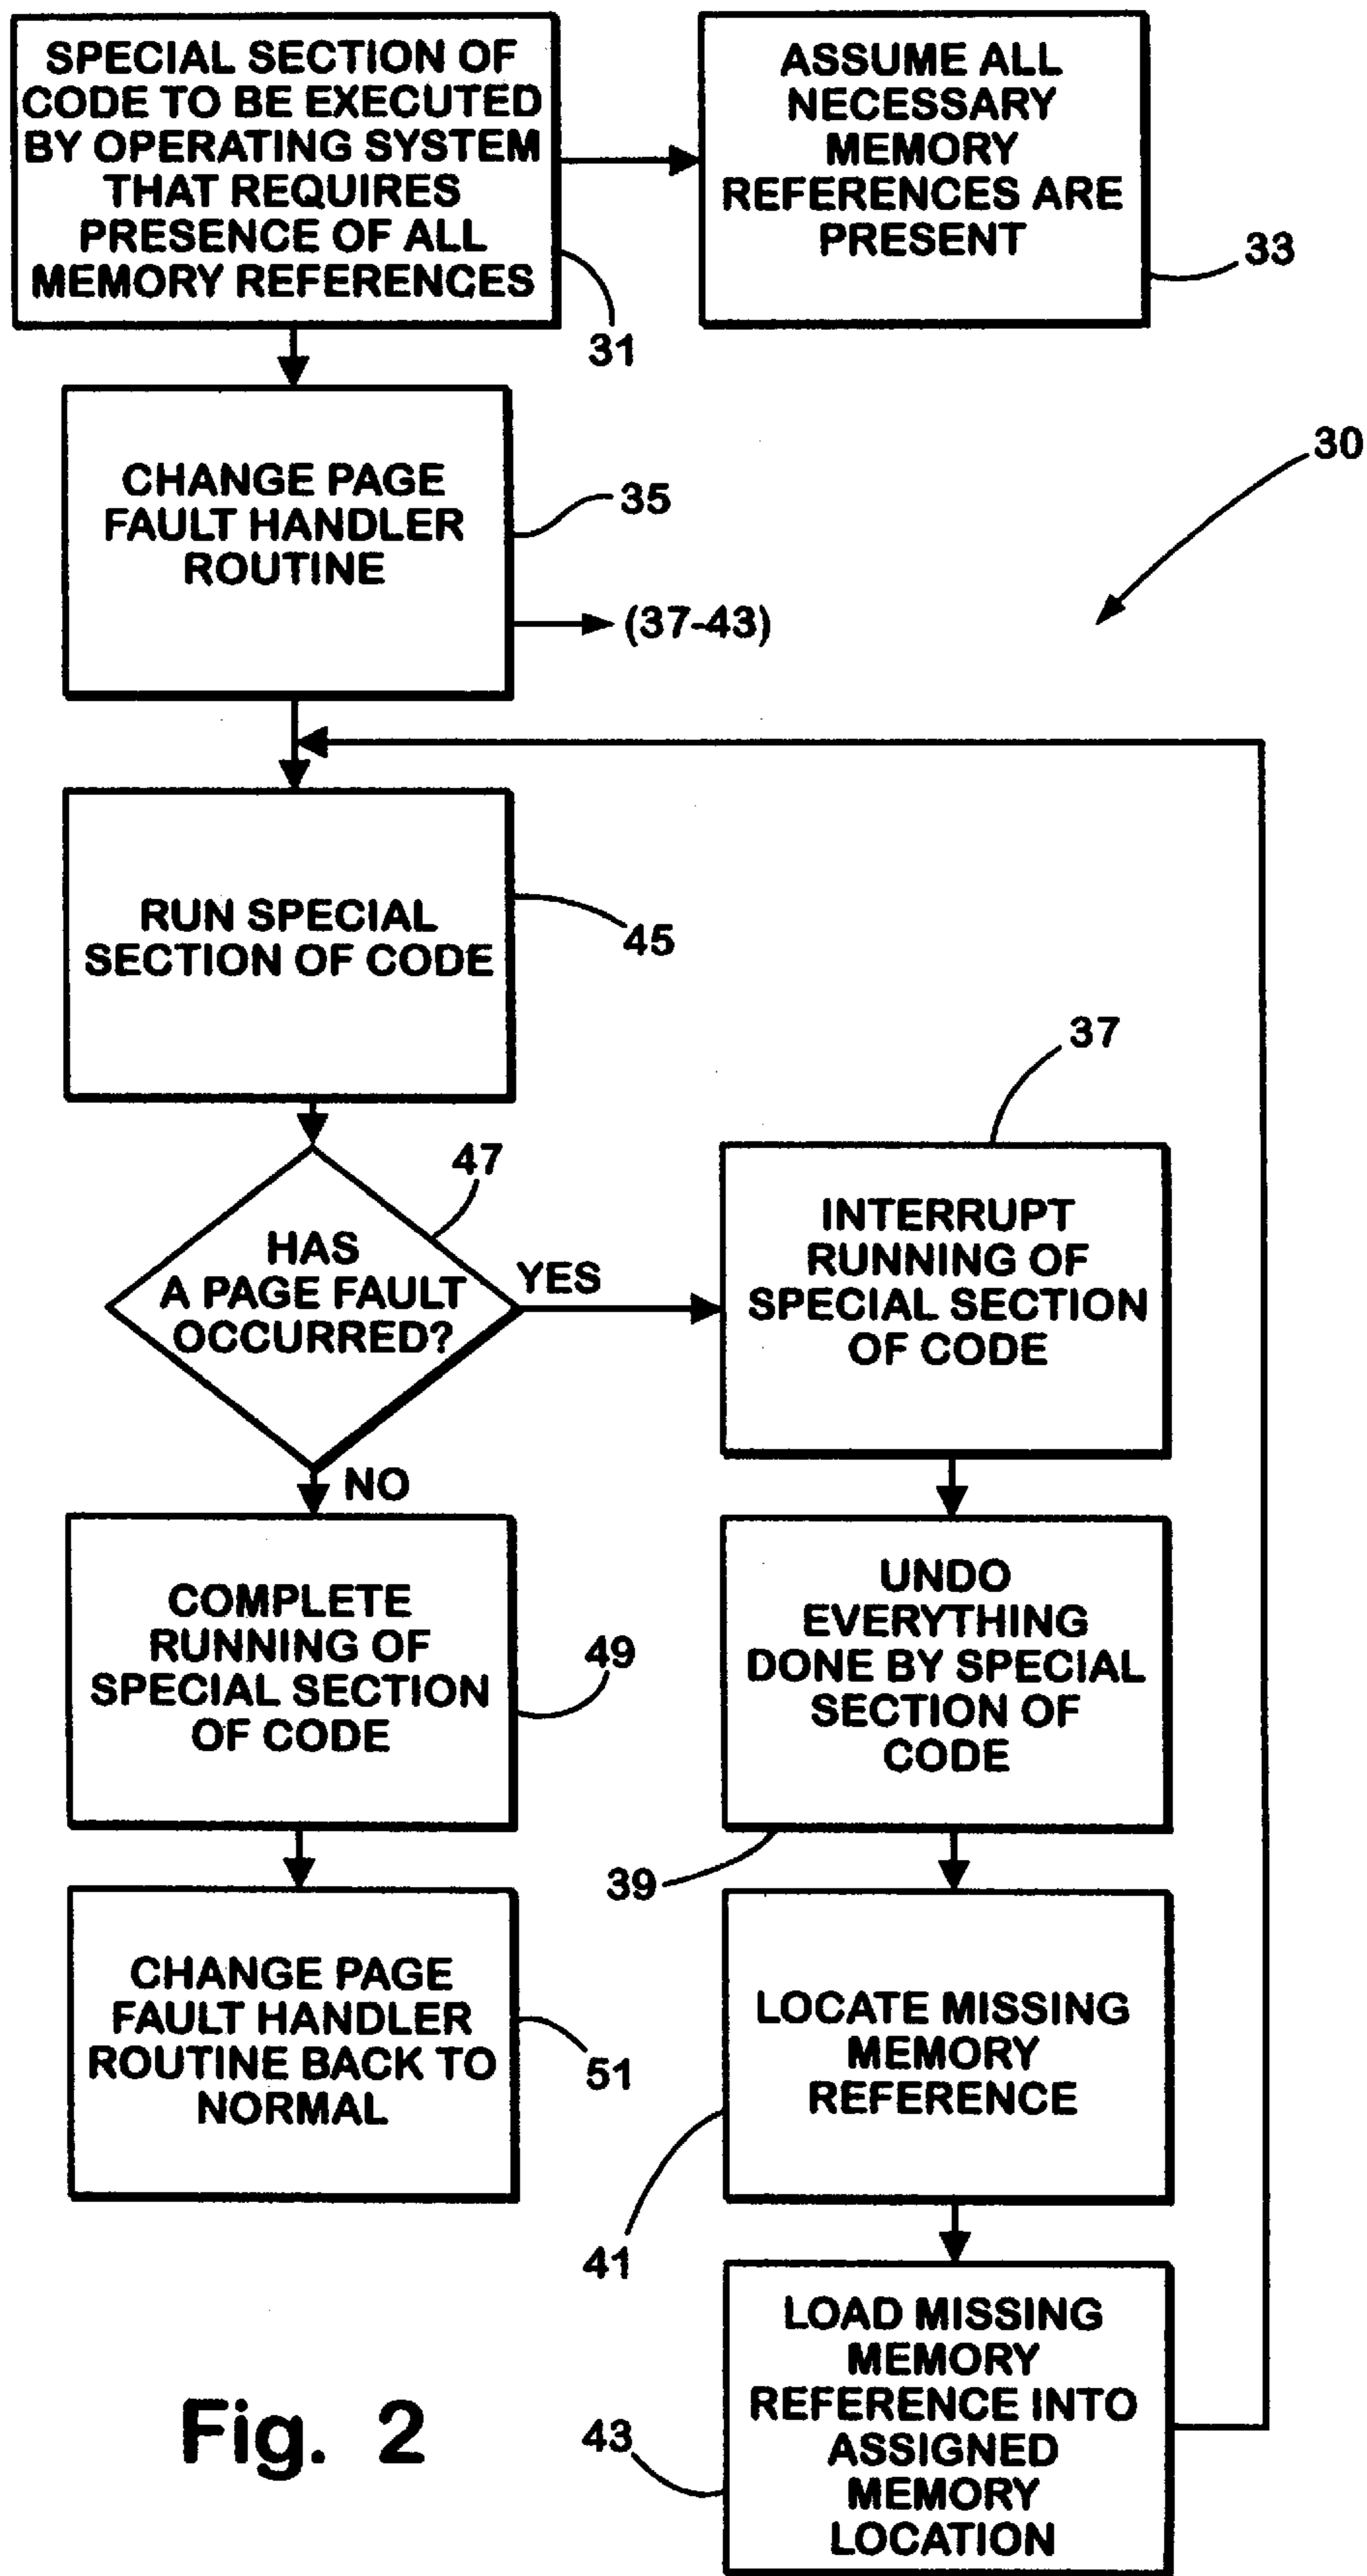 SPECIAL SECTION OF
CODE TO BE EXECUTED
BY OPERATING SYSTEM
THAT REQUIRES
PRESENCE OF ALL
MEMORY REFERENCES
31
ASSUME ALL
NECESSARY
MEMORY
REFERENCES ARE
PRESENT
33
30
CHANGE PAGE
FAULT HANDLER
ROUTINE
35
(37-43)
RUN SPECIAL
SECTION OF CODE
45
HAS
A PAGE FAULT
OCCURRED?
47
YES
NO
37
INTERRUPT
RUNNING OF
SPECIAL SECTION
OF CODE
COMPLETE
RUNNING OF
SPECIAL SECTION
OF CODE
49
UNDO
EVERYTHING
DONE BY SPECIAL
SECTION OF
CODE
39
CHANGE PAGE
FAULT HANDLER
ROUTINE BACK TO
NORMAL
51
LOCATE MISSING
MEMORY
REFERENCE
41
LOAD MISSING
MEMORY
REFERENCE INTO
ASSIGNED
MEMORY
LOCATION
43
Fig. 2